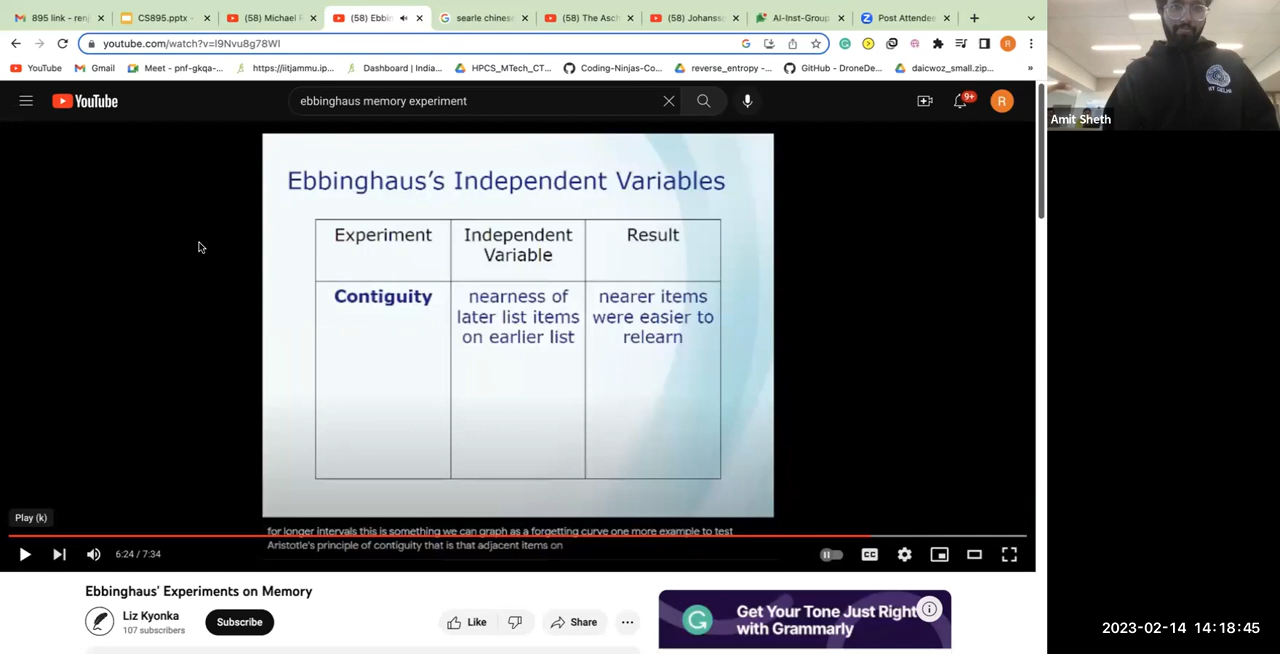 895 link - renj
CS895.pptx -
(58) Michael F
(58) Ebbin
searle chinese
(58) The Asch
(58) Johansso
AI-Inst-Group
Post Attendee
youtube.com/watch?v=I9Nvu8g78WI
YouTube
Gmail
Meet - pnf-gkqa-...
https://iitjammu.ip...
Dashboard | India...
HPCS_MTech_CT...
Coding-Ninjas-Co...
reverse_entropy -...
GitHub - DroneDe...
daicwoz_small.zip...
»
YouTube
ebbinghaus memory experiment
9+
R
Amit Sheth
Ebbinghaus's Independent Variables
Experiment
Independent
Variable
Result
Contiguity
nearness of
later list items
on earlier list
nearer items
were easier to
relearn
for longer intervals this is something we can graph as a forgetting curve one more example to test
Aristotle's principle of contiguity that is that adjacent items on
Play (k)
6:24 / 7:34
CC
Ebbinghaus' Experiments on Memory
Liz Kyonka
107 subscribers
Subscribe
Like
Share
Get Your Tone Just Right
with Grammarly
2023-02-14 14:18:45